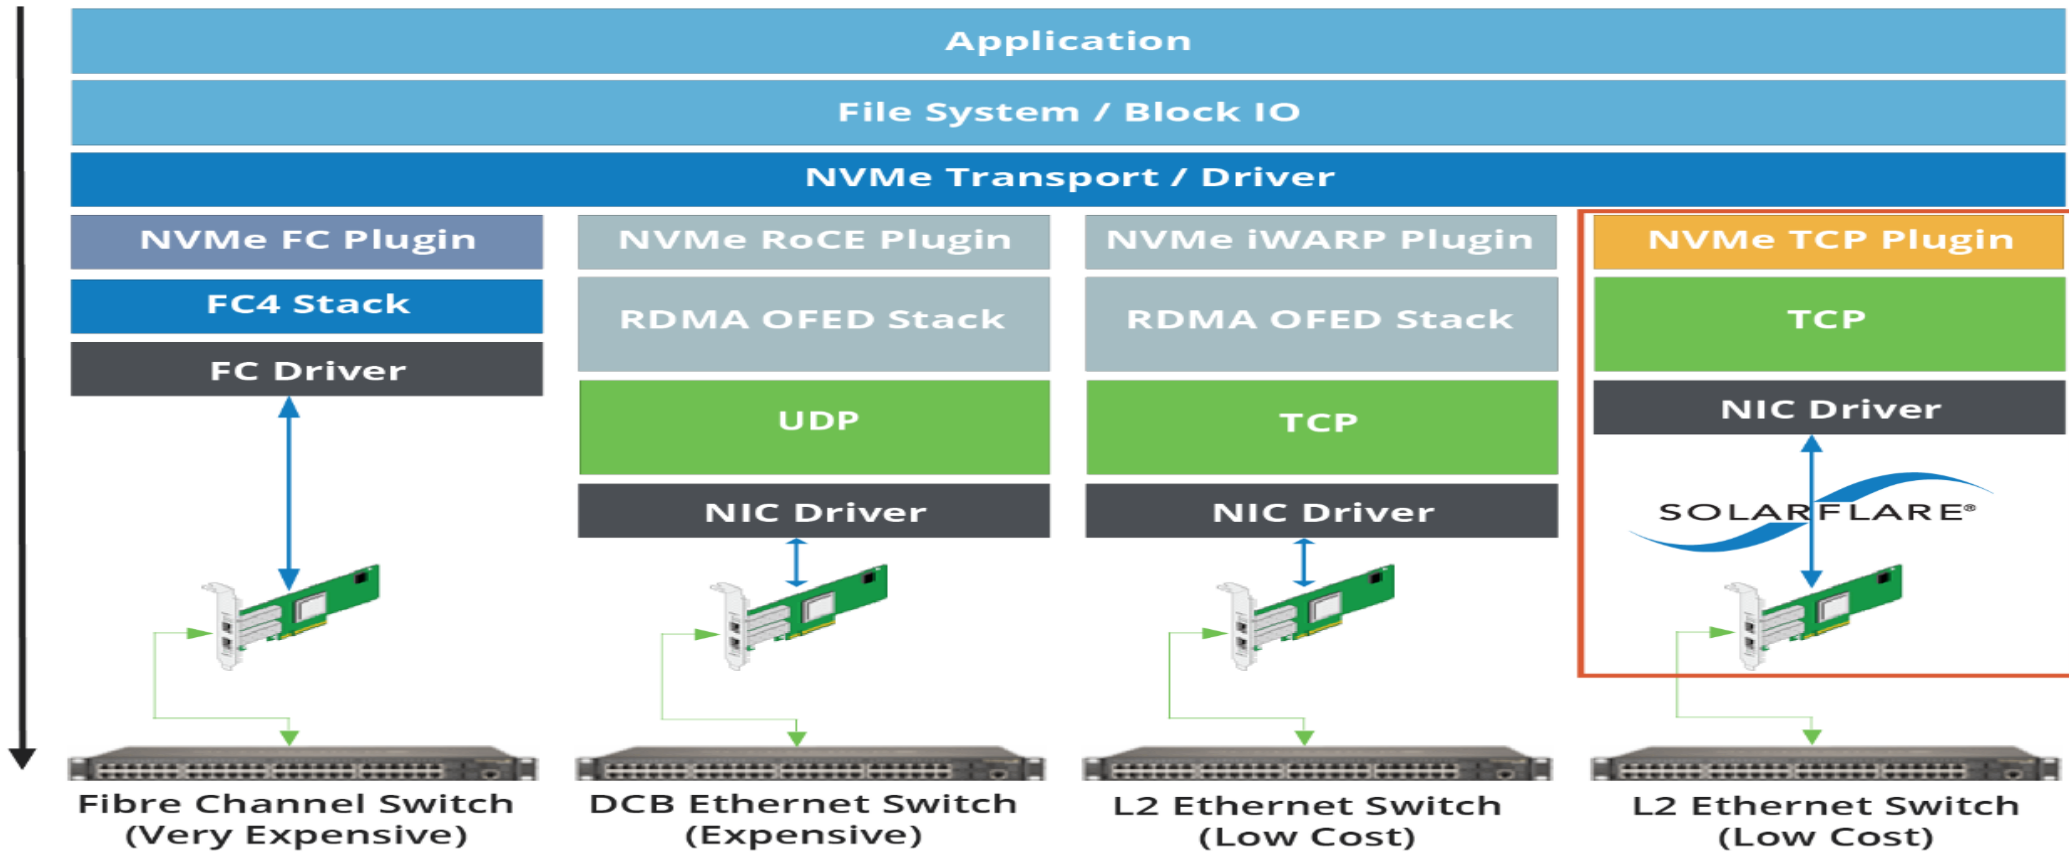 Application
File System / Block IO
NVMe Transport / Driver
NVMe FC Plugin
FC4 Stack
FC Driver
Fibre Channel Switch
(Very Expensive)
NVMe RoCE Plugin
RDMA OFED Stack
UDP
NIC Driver
DCB Ethernet Switch
(Expensive)
NVMe iWARP Plugin
RDMA OFED Stack
TCP
NIC Driver
L2 Ethernet Switch
(Low Cost)
NVMe TCP Plugin
TCP
NIC Driver
SOLARFLARE®
L2 Ethernet Switch
(Low Cost)